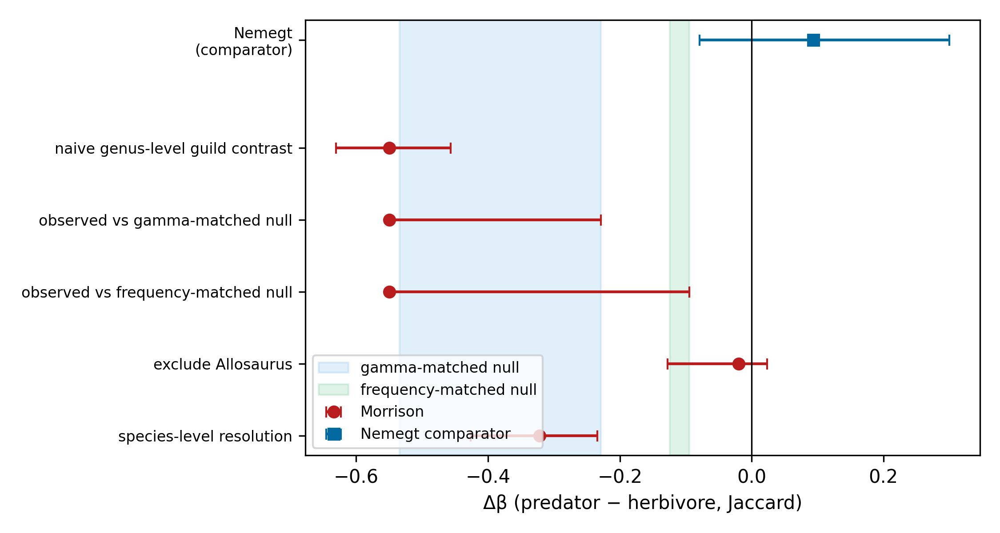 Nemegt
(comparator)
naive genus-level guild contrast
observed vs gamma-matched null
observed vs frequency-matched null
exclude Allosaurus
species-level resolution
gamma-matched null
frequency-matched null
Morrison
Nemegt comparator
−0.6 −0.4 −0.2 0.0 0.2
Δβ (predator − herbivore, Jaccard)